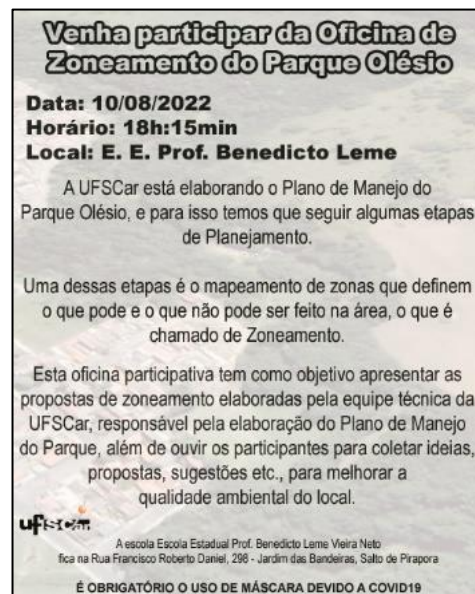 Venha participar da Oficina de
Zoneamento do Parque Olésio
Data: 10/08/2022
Horário: 18h:15min
Local: E. E. Prof. Benedicto Leme
A UFSCar está elaborando o Plano de Manejo do
Parque Olésio, e para isso temos que seguir algumas etapas
de Planejamento.
Uma dessas etapas é o mapeamento de zonas que definem
o que pode e o que não pode ser feito na área, o que é
chamado de Zoneamento.
Esta oficina participativa tem como objetivo apresentar as
propostas de zoneamento elaboradas pela equipe técnica da
UFSCar, responsável pela elaboração do Plano de Manejo
do Parque, além de ouvir os participantes para coletar ideias,
propostas, sugestões etc., para melhorar a
qualidade ambiental do local.
ufscar
A escola Escola Estadual Prof. Benedicto Leme Vieira Neto
fica na Rua Francisco Roberto Daniel, 298 - Jardim das Bandeiras, Salto de Pirapora
É OBRIGATÓRIO O USO DE MÁSCARA DEVIDO A COVID19